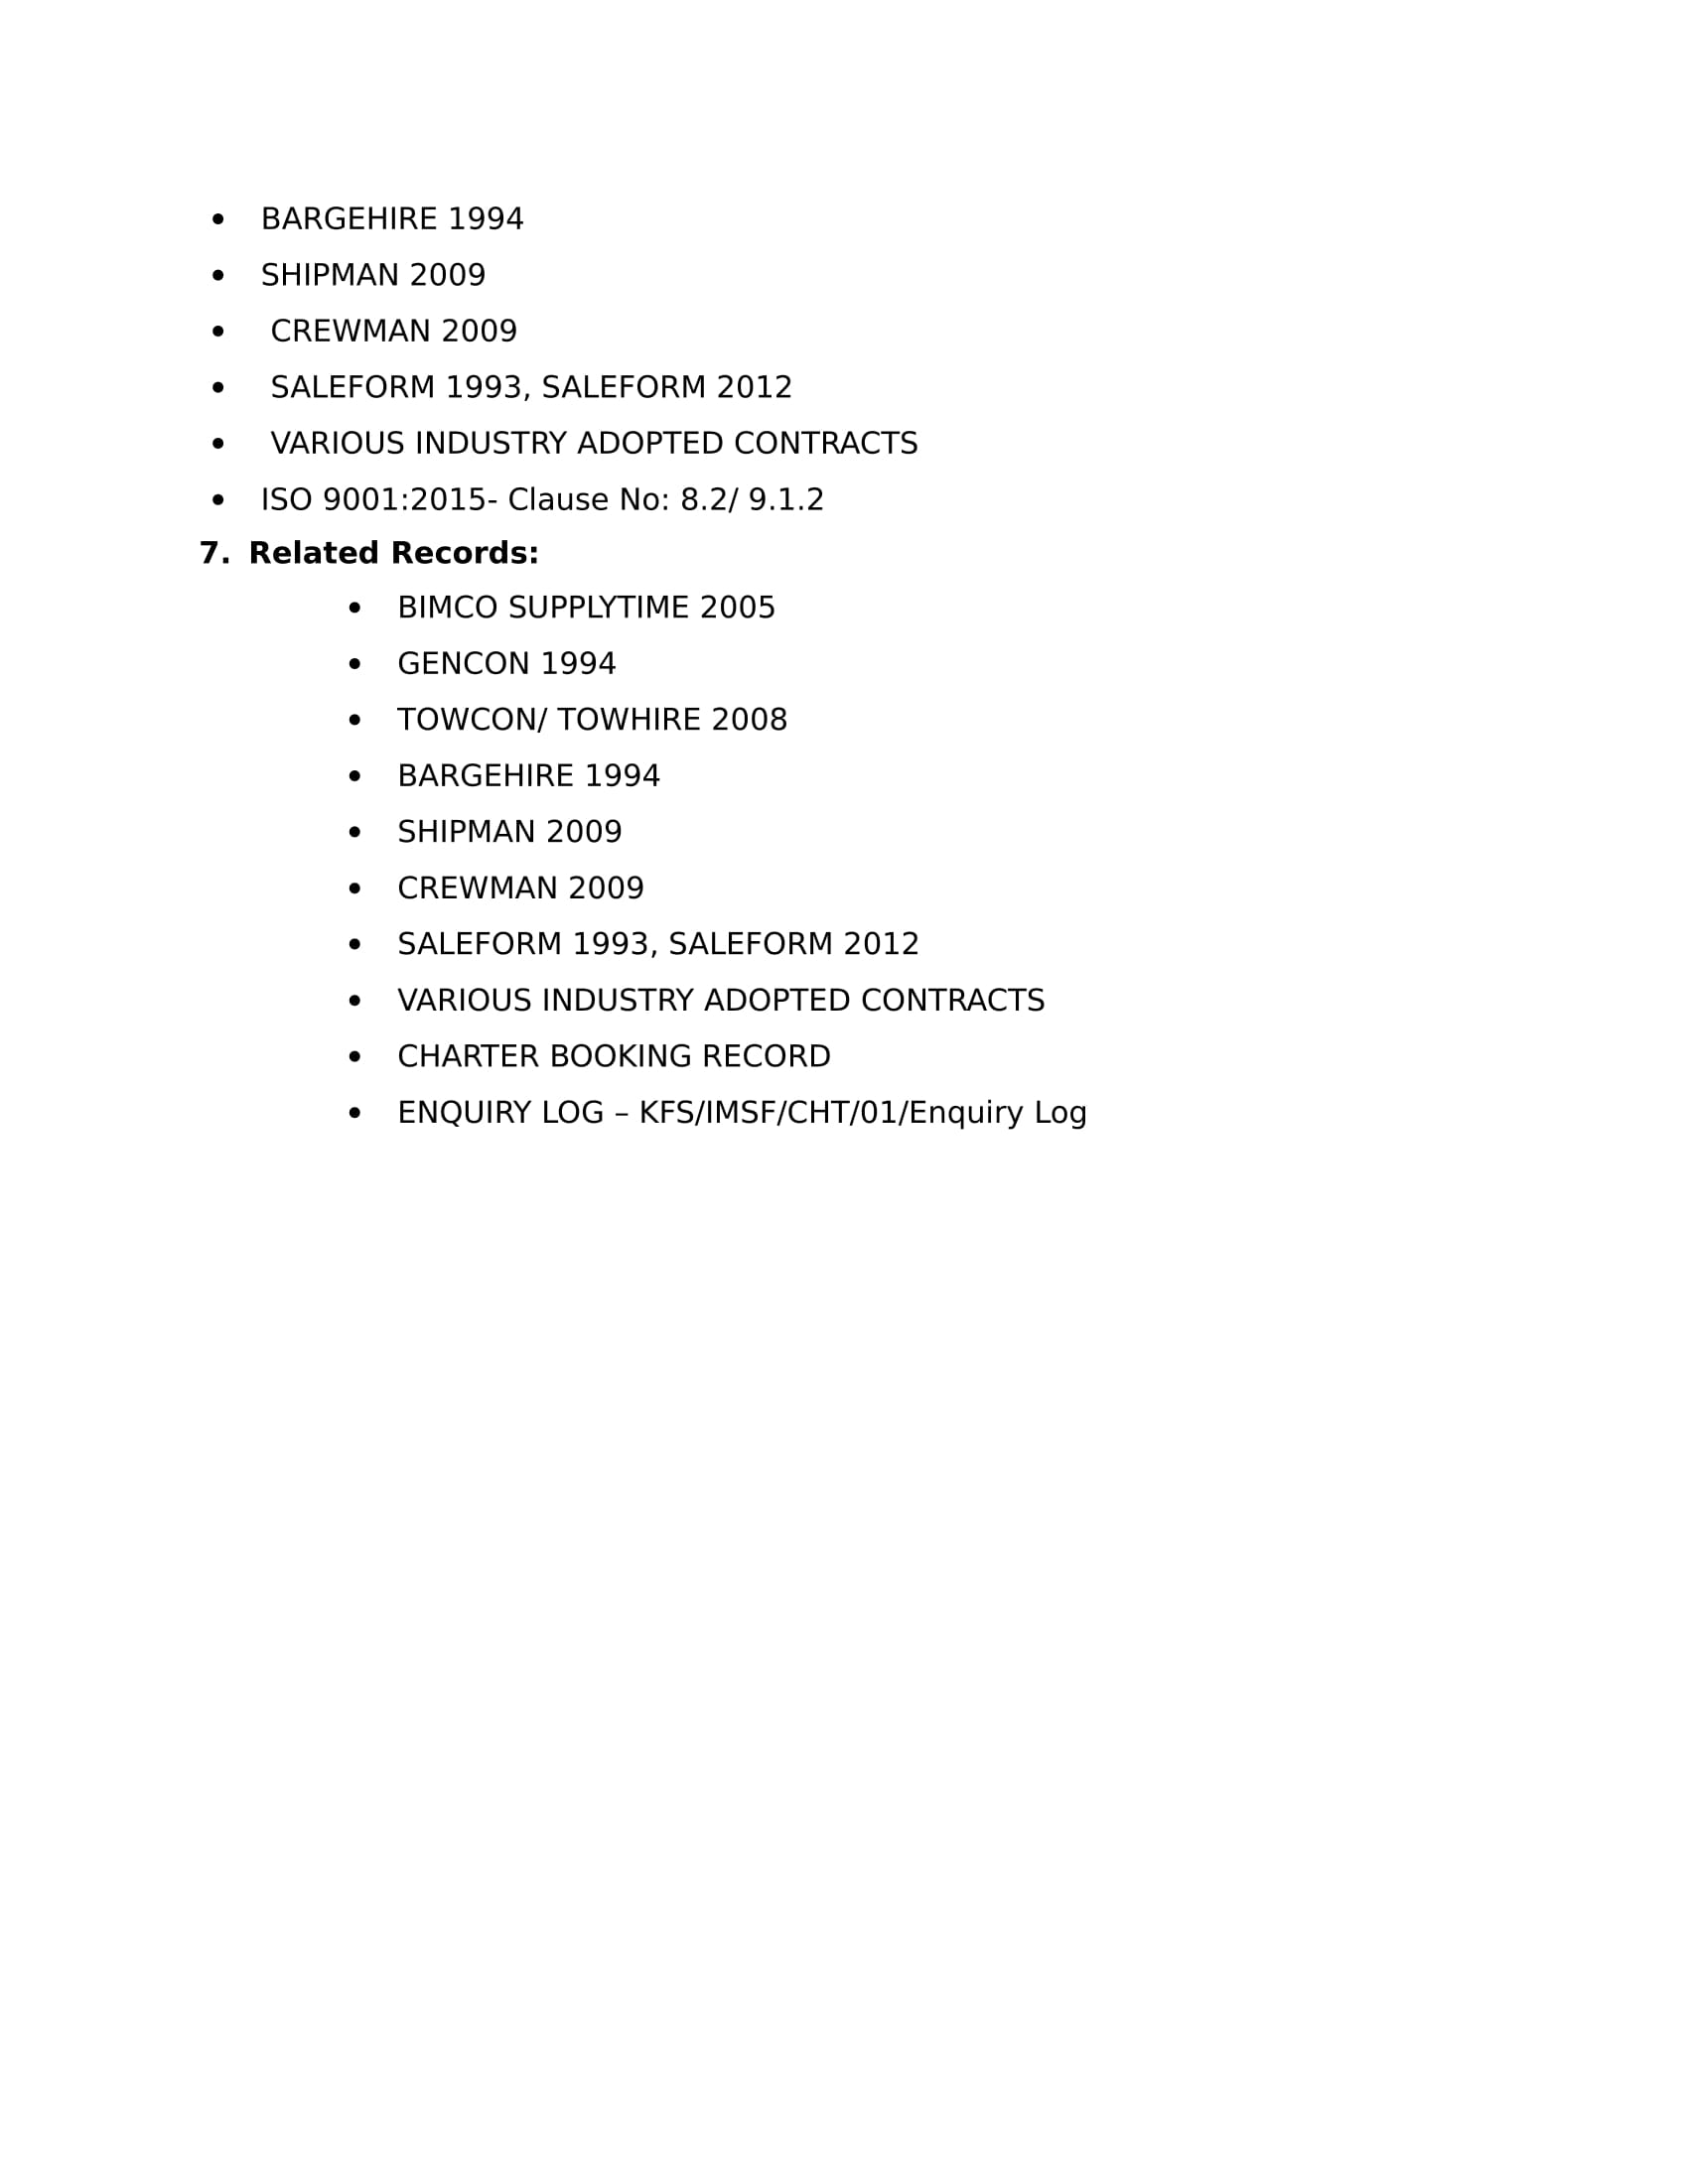 • BARGEHIRE 1994
• SHIPMAN 2009
• CREWMAN 2009
• SALEFORM 1993, SALEFORM 2012
• VARIOUS INDUSTRY ADOPTED CONTRACTS
• ISO 9001:2015- Clause No: 8.2/ 9.1.2
7. Related Records:
• BIMCO SUPPLYTIME 2005
• GENCON 1994
• TOWCON/ TOWHIRE 2008
• BARGEHIRE 1994
• SHIPMAN 2009
• CREWMAN 2009
• SALEFORM 1993, SALEFORM 2012
• VARIOUS INDUSTRY ADOPTED CONTRACTS
• CHARTER BOOKING RECORD
• ENQUIRY LOG – KFS/IMSF/CHT/01/Enquiry Log